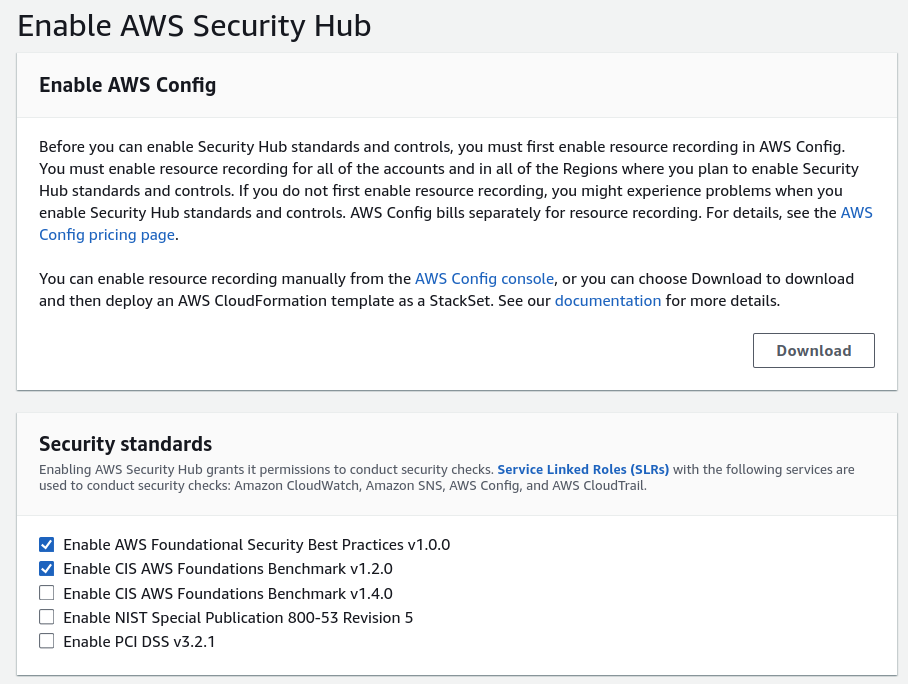 Enable AWS Security Hub
Enable AWS Config
Before you can enable Security Hub standards and controls, you must first enable resource recording in AWS Config.
You must enable resource recording for all of the accounts and in all of the Regions where you plan to enable Security
Hub standards and controls. If you do not first enable resource recording, you might experience problems when you
enable Security Hub standards and controls. AWS Config bills separately for resource recording. For details, see the AWS
Config pricing page.
You can enable resource recording manually from the AWS Config console, or you can choose Download to download
and then deploy an AWS CloudFormation template as a StackSet. See our documentation for more details.
Download
Security standards
Enabling AWS Security Hub grants it permissions to conduct security checks. Service Linked Roles (SLRs) with the following services are
used to conduct security checks: Amazon CloudWatch, Amazon SNS, AWS Config, and AWS CloudTrail.
Enable AWS Foundational Security Best Practices v1.0.0
Enable CIS AWS Foundations Benchmark v1.2.0
Enable CIS AWS Foundations Benchmark v1.4.0
Enable NIST Special Publication 800-53 Revision 5
Enable PCI DSS v3.2.1